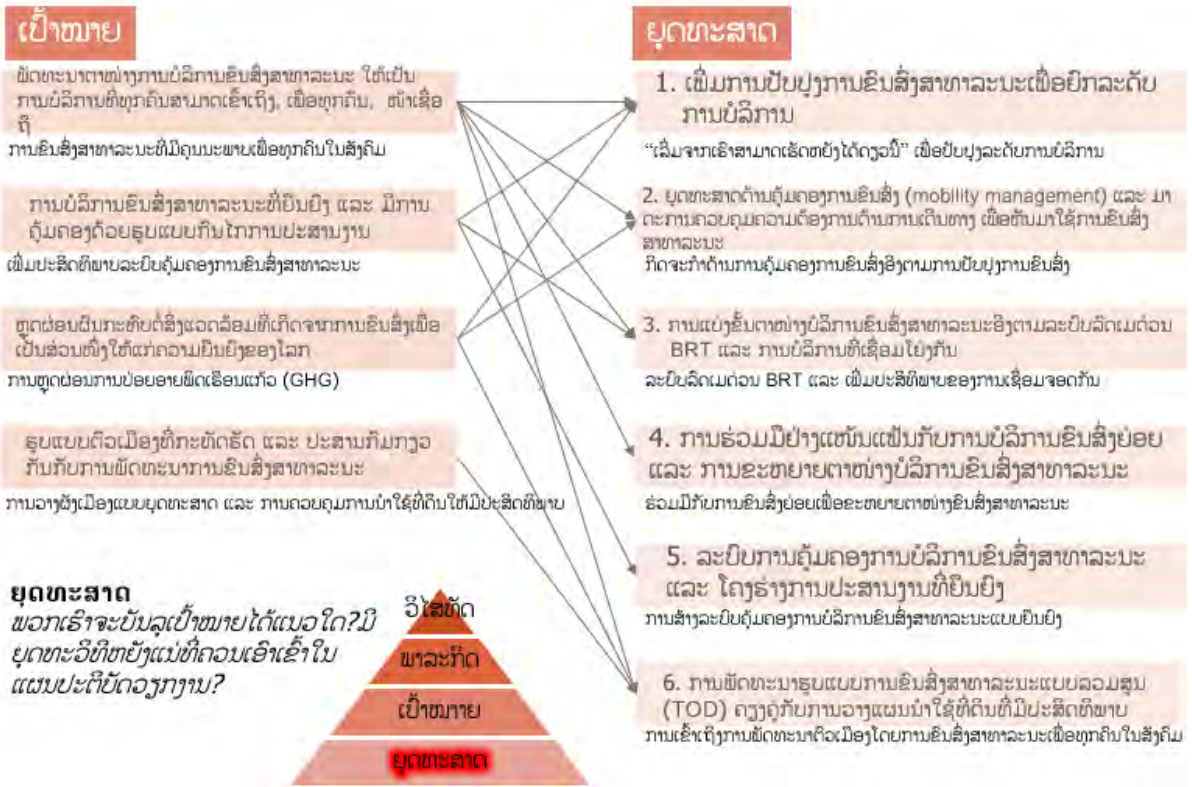 ເປົ້າໝາຍ
ພັດທະນາຕາໜ່າງການບໍລິການຂົນສົ່ງສາທາລະນະ ໃຫ້ເປັນ
ການບໍລິການທີ່ທຸກຄົນສາມາດເຂົ້າເຖິງ, ເພື່ອທຸກຄົນ, ໜ້າເຊື່ອ
ຖື
ການຂົນສົ່ງສາທາລະນະທີ່ມີຄຸນນະພາບເພື່ອທຸກຄົນໃນສັງຄົມ
ການບໍລິການຂົນສົ່ງສາທາລະນະທີ່ຍືນຍົງ ແລະ ມີການ
ຄຸ້ມຄອງດ້ວຍຮູບແບບກົນໄກການປະສານງານ
ເພີ່ມປະສິດທິພາບລະບົບຄຸ້ມຄອງການຂົນສົ່ງສາທາລະນະ
ຫຼຸດຜ່ອນຜົນກະທົບຕໍ່ສິ່ງແວດລ້ອມທີ່ເກີດຈາກການຂົນສົ່ງເພື່ອ
ເປັນສ່ວນໜຶ່ງໃຫ້ແກ່ຄວາມຍືນຍົງຂອງໂລກ
ການຫຼຸດຜ່ອນການປ່ອຍອາຍພິດເຮືອນແກ້ວ (GHG)
ຮູບແບບຕົວເມືອງທີ່ກະທັດຮັດ ແລະ ປະສານກົມກຽວ
ກັນກັບການພັດທະນາການຂົນສົ່ງສາທາລະນະ
ການວາງຜັງເມືອງແບບຍຸດທະສາດ ແລະ ການຄວບຄຸມການນຳໃຊ້ທີ່ດິນໃຫ້ມີປະສິດທິພາບ
ຍຸດທະສາດ
ພວກເຮົາຈະບັນລຸເປົ້າໝາຍໄດ້ແນວໃດ?ມີ
ຍຸດທະວິທີຫຍັງແນ່ທີ່ຄວນເອົາເຂົ້າໃນ
ແຜນປະຕິບັດວຽກງານ?
ວິໄສທັດ
ພາລະກິດ
ເປົ້າໝາາຍ
ຍຸດທະສາດ
ຍຸດທະສາດ
1. ເພີ່ມການປັບປຸງການຂົນສົ່ງສາທາລະນະເພື່ອຍົກລະດັບ
ການບໍລິການ
“ເລີ່ມຈາກເຮົາສາມາດເຮັດຫຍັງໄດ້ດຽວນີ້” ເພື່ອປັບປຸງລະດັບການບໍລິການ
2. ຍຸດທະສາດດ້ານຄຸ້ມຄອງການຂົນສົ່ງ (mobility management) ແລະ ມາ
ດຕະການຄວບຄຸມຄວາມຕ້ອງການດ້ານການເດີນທາງ ເພື່ອຫັນມາໃຊ້ການຂົນສົ່ງ
ສາທາລະນະ
ກິດຈະກຳດ້ານການຄຸ້ມຄອງການຂົນສົ່ງອີງຕາມການປັບປຸງການຂົນສົ່ງ
3. ການແບ່ງຂັ້ນຕາໜ່າງບໍລິການຂົນສົ່ງສາທາລະນະອີງຕາມລະບົບລົດເມດ່ວນ
BRT ແລະ ການບໍລິການທີ່ເຊື່ອມໂຍງກັນ
ລະບົບລົດເມດ່ວນ BRT ແລະ ເພີ່ມປະສິທິພາບຂອງການເຊື່ອມຈອດກັນ
4. ການຮ່ວມມືຢ່າງແໜ້ນແຟ້ນກັບການບໍລິການຂົນສົ່ງຍ່ອຍ
ແລະ ການຂະຫຍາຍຕາໜ່າງບໍລິການຂົນສົ່ງສາທາລະນະ
ຮ່ວມມືກັບການຂົນສົ່ງຍ່ອຍເພື່ອຂະຫຍາຍຕາໜ່າງຂົນສົ່ງສາທາລະນະ
5. ລະບົບການຄຸ້ມຄອງການບໍລິການຂົນສົ່ງສາທາລະນະ
ແລະ ໂຄງຮ່າງການປະສານງານທີ່ຍືນຍົງ
ການສ້າງລະບົບຄຸ້ມຄອງການບໍລິການຂົນສົ່ງສາທາລະນະແບບຍືນຍົງ
6. ການພັດທະນາຮູບແບບການຂົນສົ່ງສາທາລະນະແບບລວມສູນ
(TOD) ຄຽງຄູ່ກັບການວາງແຜນນຳໃຊ້ທີ່ດິນທີ່ມີປະສິດທິພາບ
ການເຂົ້າເຖິງການພັດທະນາຕົວເມືອງໂດຍການຂົນສົ່ງສາທາລະນະເພື່ອທຸກຄົນໃນສັງຄົມ